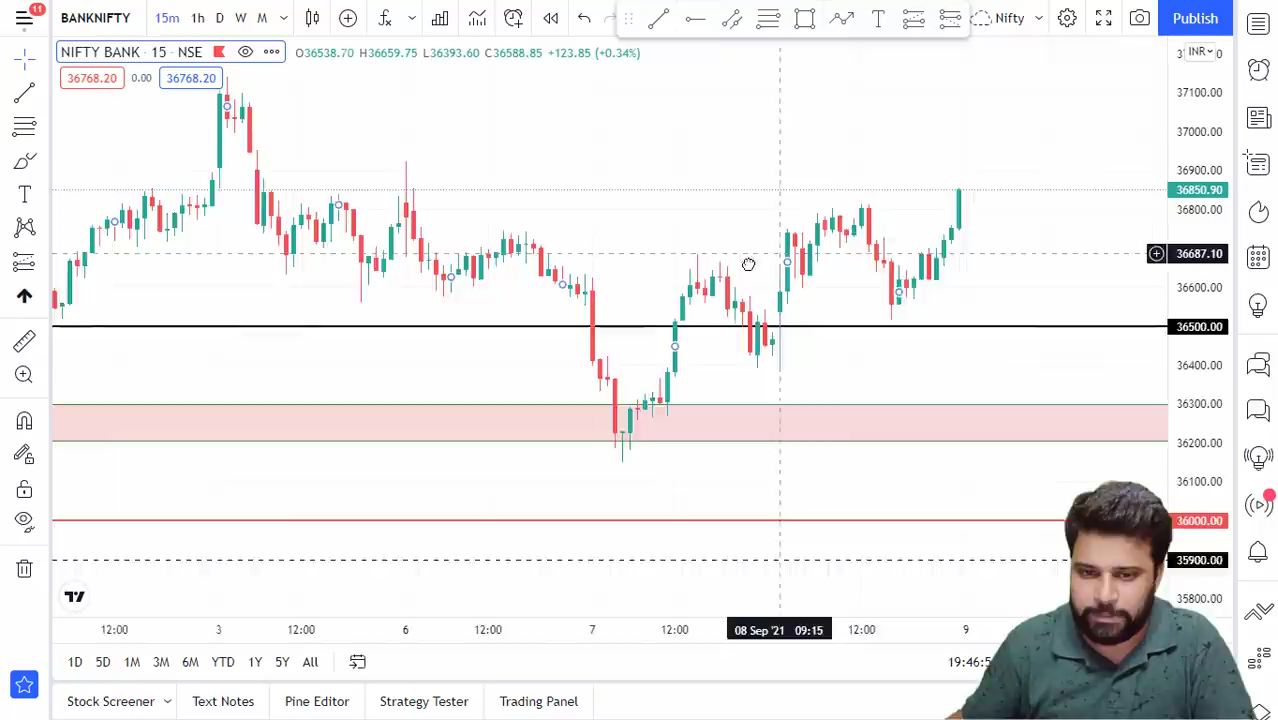 11
BANKNIFTY 15m 1h D W M Nifty Publish
NIFTY BANK · 15 · NSE O36538.70 H36659.75 L36393.60 C36588.85 +123.85 (+0.34%)
INR
36768.20 0.00 36768.20
37100.00
37000.00
36900.00
36850.90
36800.00
36687.10
36600.00
36500.00
36400.00
36300.00
36200.00
36100.00
36000.00
35900.00
35800.00
12:00 3 12:00 6 12:00 7 12:00 08 Sep '21 09:15 12:00 9
1D 5D 1M 3M 6M YTD 1Y 5Y All 19:46:5
Stock Screener Text Notes Pine Editor Strategy Tester Trading Panel